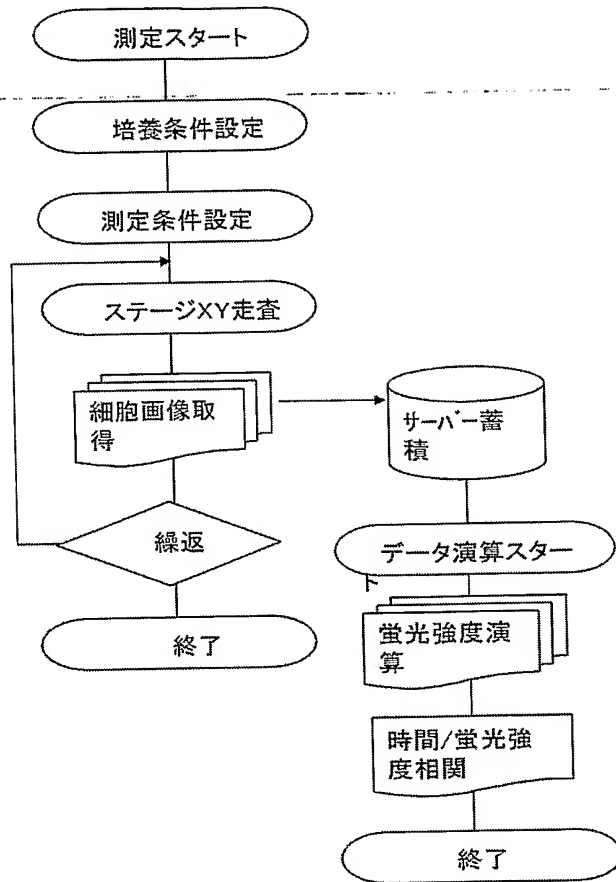 測定スタート
培養条件設定
測定条件設定
ステージXY走査
細胞画像取
得
サーバー蓄
積
繰返
データ演算スター
ト
終了
蛍光強度演
算
時間/蛍光強
度相関
終了